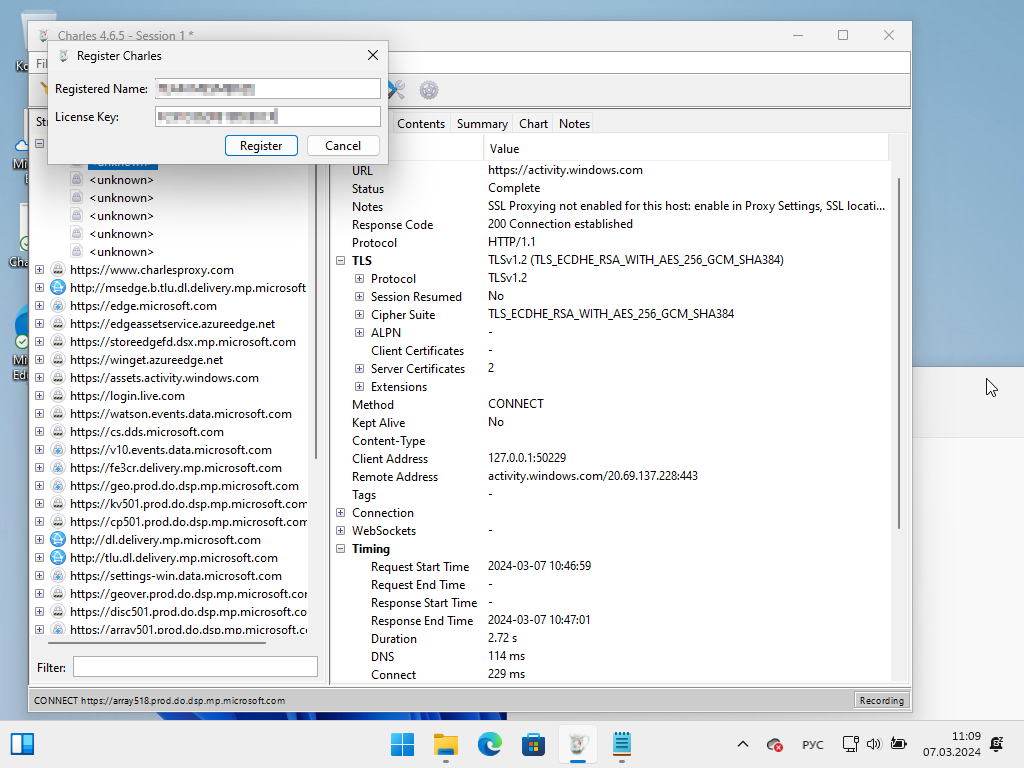 Charles 4.6.5 - Session 1 *
Register Charles
Registered Name:
License Key:
Register
Cancel
Contents
Summary
Chart
Notes
Value
URL
https://activity.windows.com
Status
Complete
Notes
SSL Proxying not enabled for this host: enable in Proxy Settings, SSL locati...
Response Code
200 Connection established
Protocol
HTTP/1.1
TLS
TLSv1.2 (TLS_ECDHE_RSA_WITH_AES_256_GCM_SHA384)
Protocol
TLSv1.2
Session Resumed
No
Cipher Suite
TLS_ECDHE_RSA_WITH_AES_256_GCM_SHA384
ALPN
-
Client Certificates
-
Server Certificates
2
Extensions
Method
CONNECT
Kept Alive
No
Content-Type
Client Address
127.0.0.1:50229
Remote Address
activity.windows.com/20.69.137.228:443
Tags
-
Connection
WebSockets
-
Timing
Request Start Time
2024-03-07 10:46:59
Request End Time
-
Response Start Time
-
Response End Time
2024-03-07 10:47:01
Duration
2.72 s
DNS
114 ms
Connect
229 ms
<unknown>
<unknown>
<unknown>
<unknown>
<unknown>
https://www.charlesproxy.com
http://msedge.b.tlu.dl.delivery.mp.microsoft
https://edge.microsoft.com
https://edgeassetservice.azureedge.net
https://storeedgefd.dsx.mp.microsoft.com
https://winget.azureedge.net
https://assets.activity.windows.com
https://login.live.com
https://watson.events.data.microsoft.com
https://cs.dds.microsoft.com
https://v10.events.data.microsoft.com
https://fe3cr.delivery.mp.microsoft.com
https://geo.prod.do.dsp.mp.microsoft.com
https://kv501.prod.do.dsp.mp.microsoft.com
https://cp501.prod.do.dsp.mp.microsoft.com
http://dl.delivery.mp.microsoft.com
http://tlu.dl.delivery.mp.microsoft.com
https://settings-win.data.microsoft.com
https://geover.prod.do.dsp.mp.microsoft.com
https://disc501.prod.do.dsp.mp.microsoft.co
https://array501.prod.do.dsp.mp.microsoft.c
Filter:
CONNECT https://array518.prod.do.dsp.mp.microsoft.com
Recording
РУС
11:09
07.03.2024